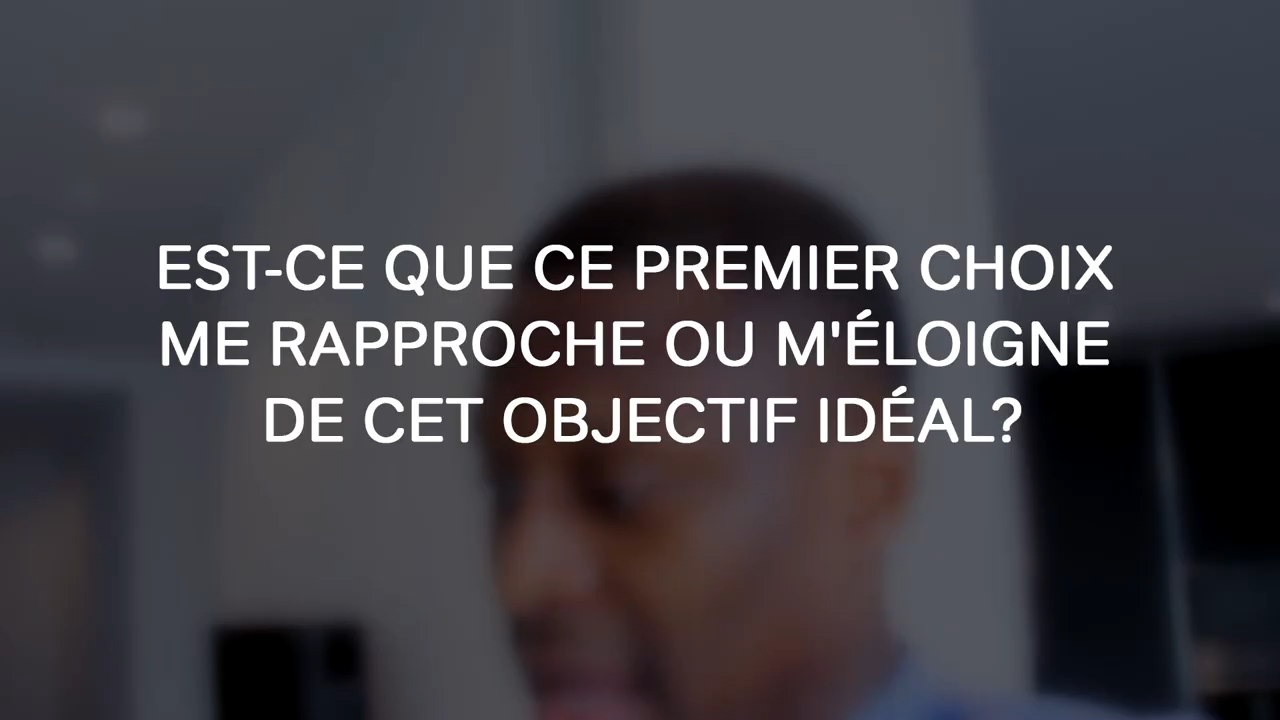 EST-CE QUE CE PREMIER CHOIX
ME RAPPROCHE OU M'ÉLOIGNE
DE CET OBJECTIF IDÉAL?